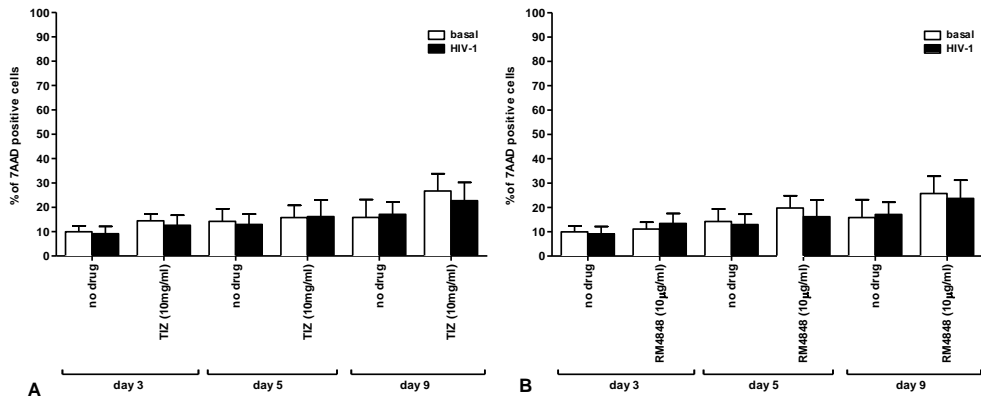 100
90
80
70
60
50
40
30
20
10
0
% of 7AAD positive cells
basal
HIV-1
no drug
TIZ (10mg/ml)
no drug
TIZ (10mg/ml)
no drug
TIZ (10mg/ml)
day 3
day 5
day 9
A
100
90
80
70
60
50
40
30
20
10
0
% of 7AAD positive cells
basal
HIV-1
no drug
RM4848 (10µg/ml)
no drug
RM4848 (10µg/ml)
no drug
RM4848 (10µg/ml)
day 3
day 5
day 9
B